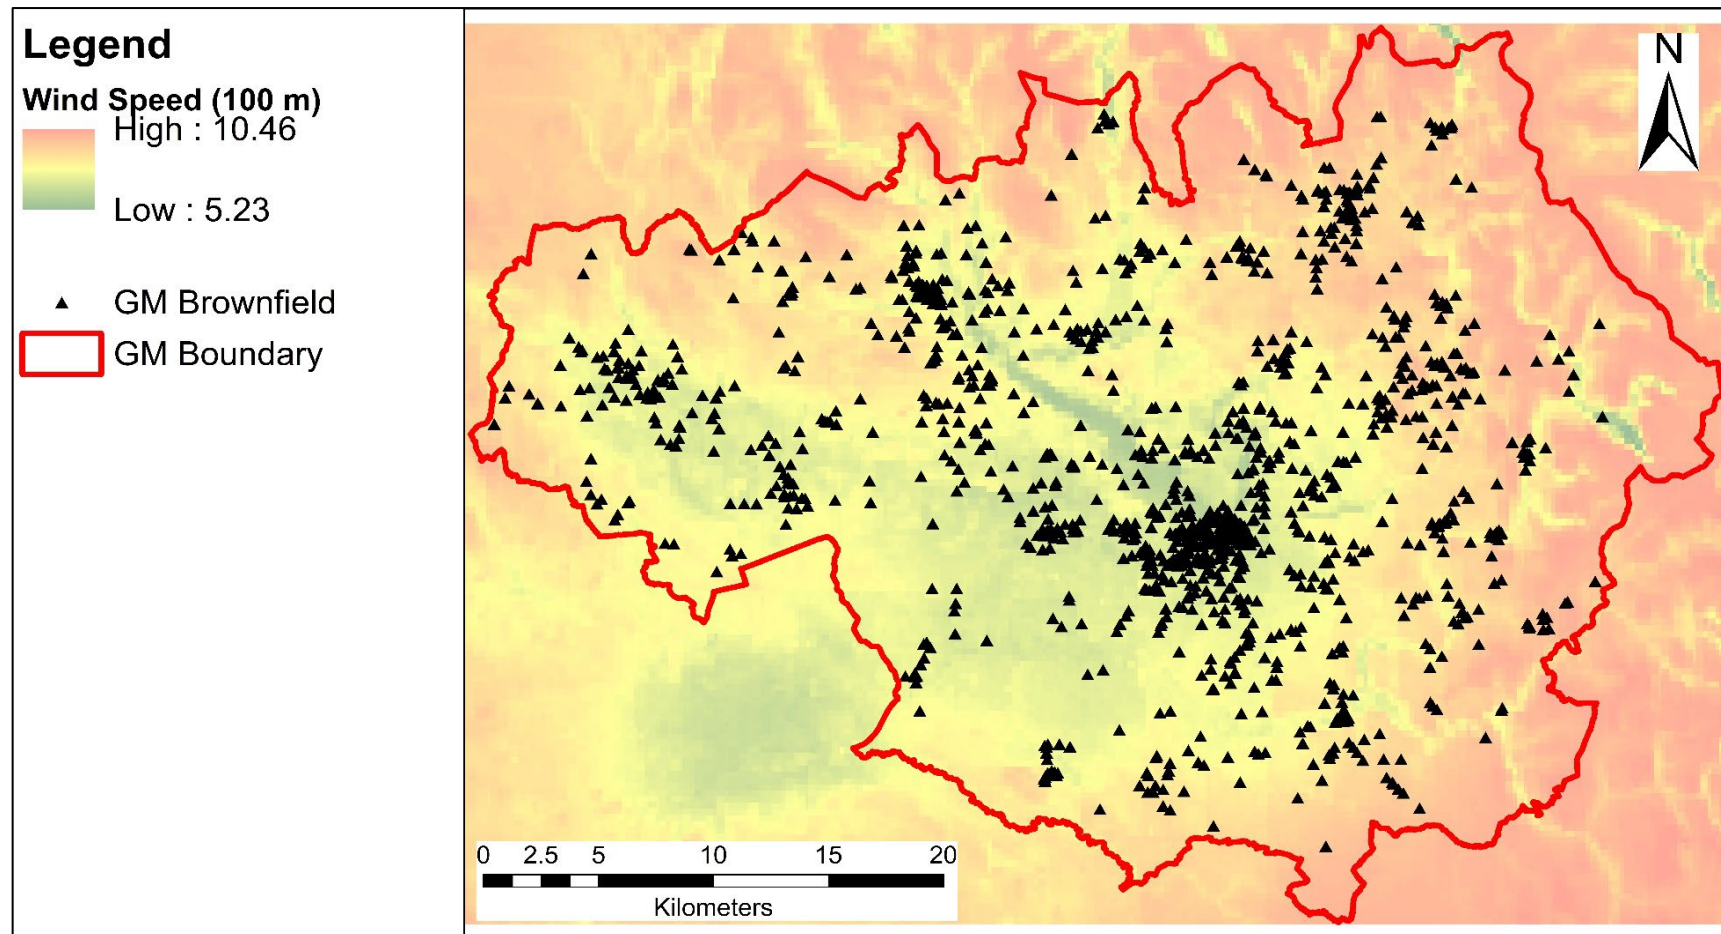 Legend
Wind Speed (100 m)
High : 10.46
Low : 5.23
GM Brownfield
GM Boundary
N
0 2.5 5 10 15 20
Kilometers